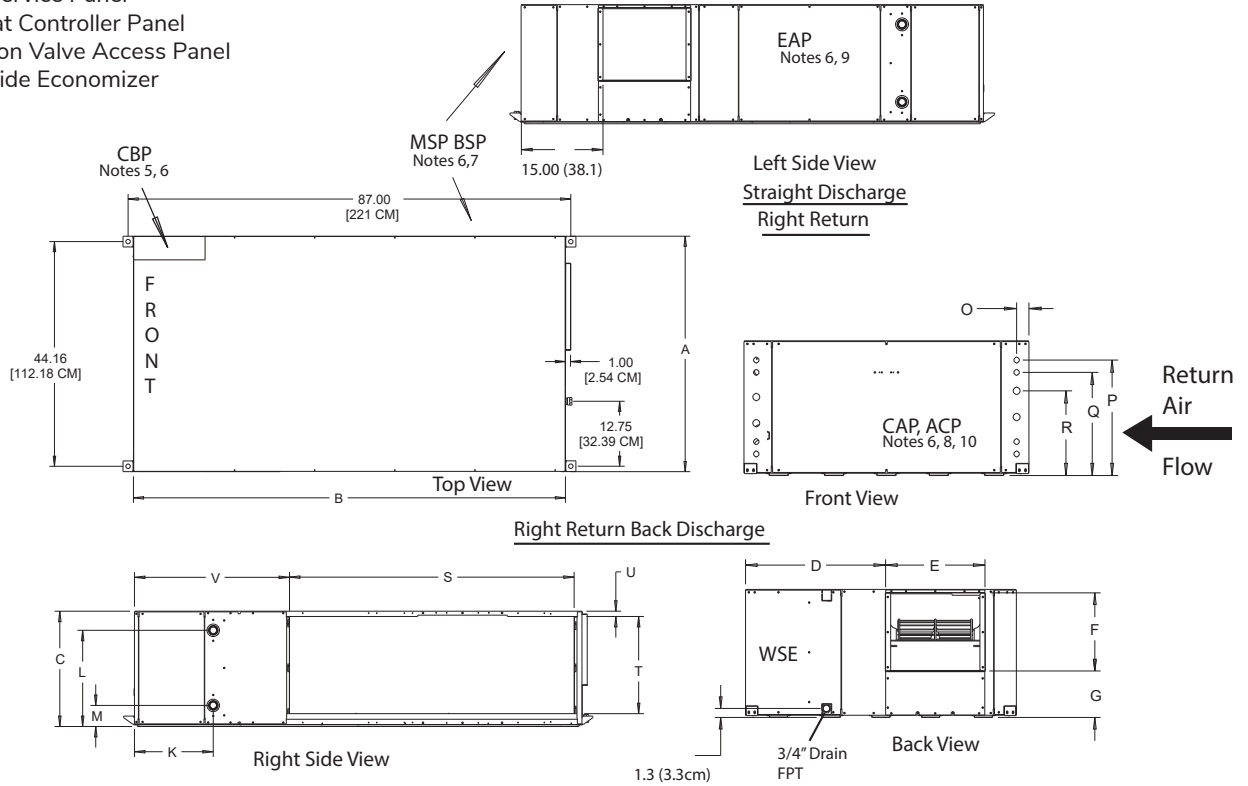 at Controller Panel
on Valve Access Panel
ide Economizer
EAP
Notes 6, 9
15.00 (38.1)
Left Side View
Straight Discharge
Right Return
CBP
Notes 5, 6
MSP BSP
Notes 6,7
87.00
[221 CM]
FRONT
44.16
[112.18 CM]
A
1.00
[2.54 CM]
12.75
[32.39 CM]
B
Top View
O
P
Q
R
CAP, ACP
Notes 6, 8, 10
Front View
Return
Air
Flow
Right Return Back Discharge
V
S
U
C
L
M
T
K
Right Side View
D
E
F
G
WSE
1.3 (3.3cm)
3/4" Drain
FPT
Back View